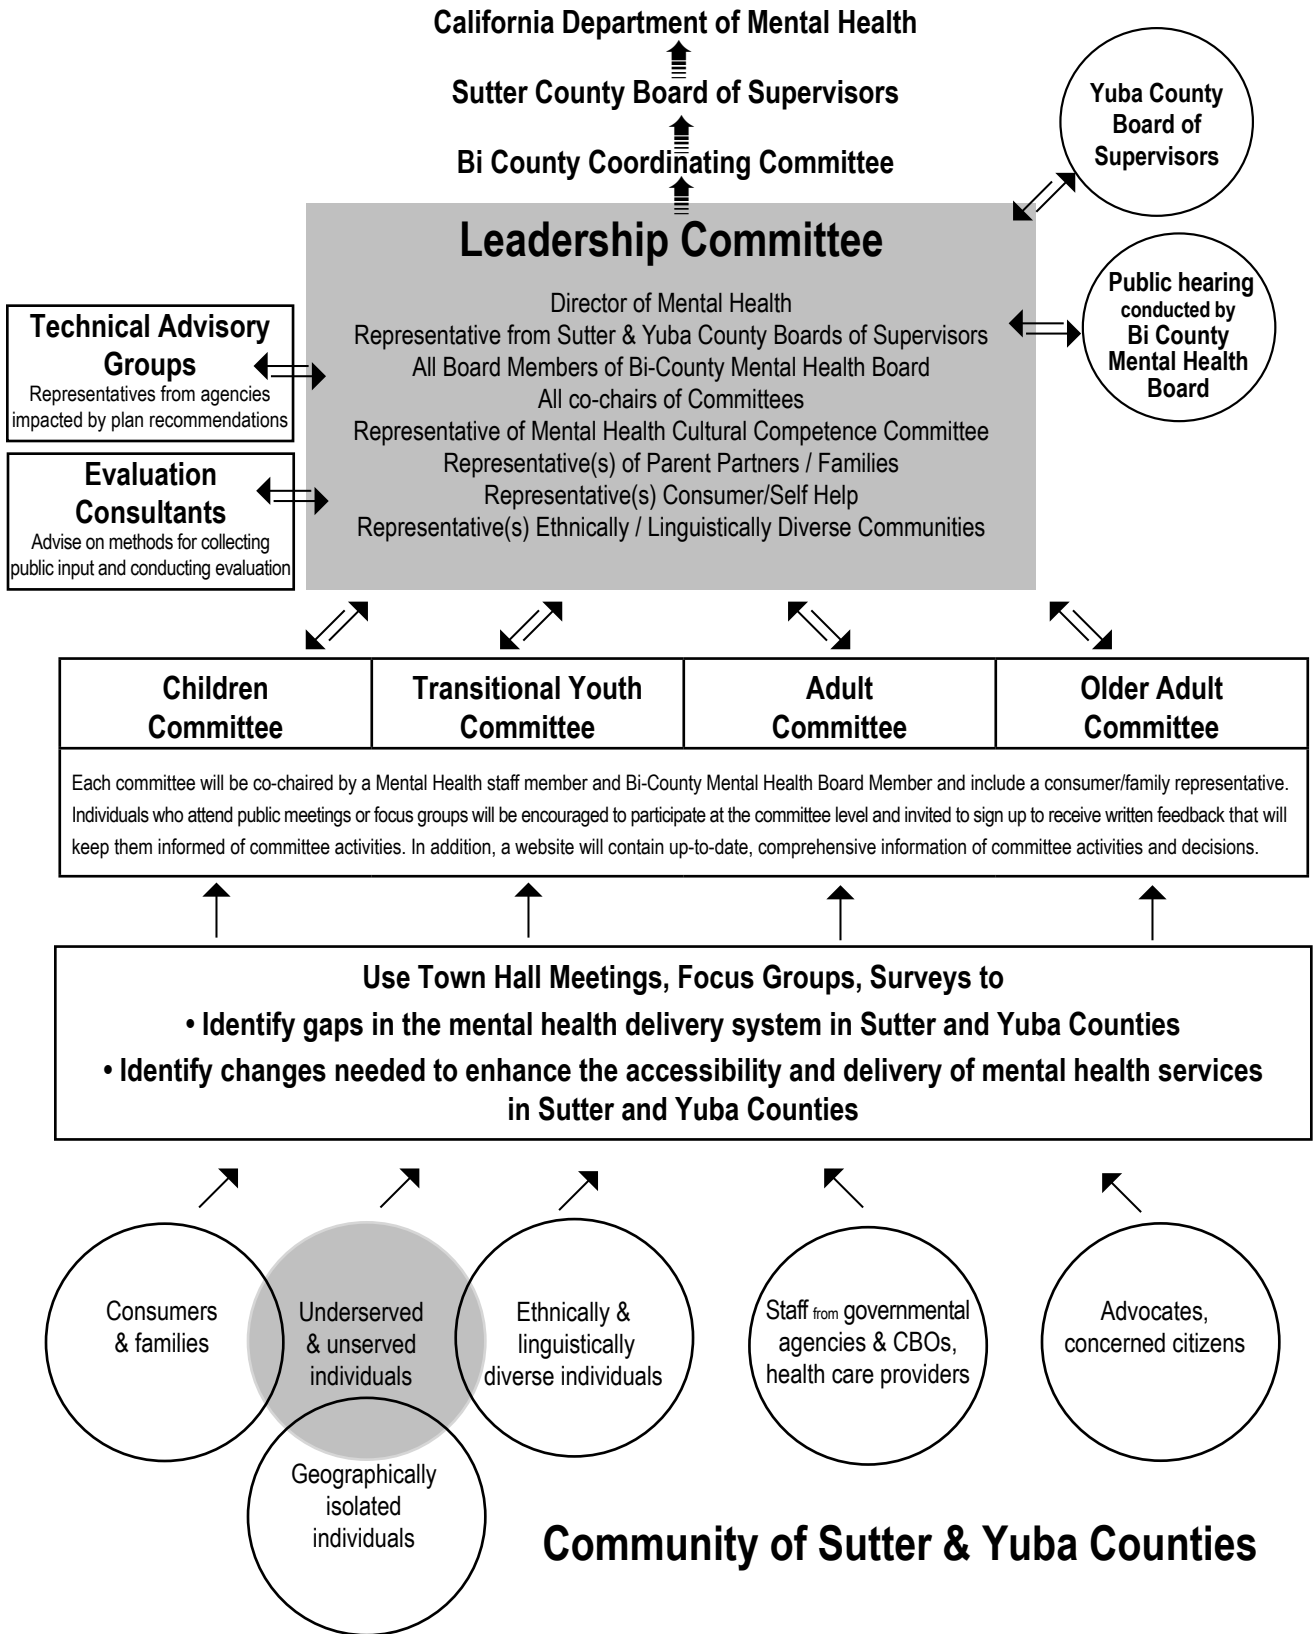 California Department of Mental Health
Sutter County Board of Supervisors
Bi County Coordinating Committee
Yuba County
Board of
Supervisors
Leadership Committee
Director of Mental Health
Representative from Sutter & Yuba County Boards of Supervisors
All Board Members of Bi-County Mental Health Board
All co-chairs of Committees
Representative of Mental Health Cultural Competence Committee
Representative(s) of Parent Partners / Families
Representative(s) Consumer/Self Help
Representative(s) Ethnically / Linguistically Diverse Communities
Public hearing
conducted by
Bi County
Mental Health
Board
Technical Advisory
Groups
Representatives from agencies
impacted by plan recommendations
Evaluation
Consultants
Advise on methods for collecting
public input and conducting evaluation
Children
Committee
Transitional Youth
Committee
Adult
Committee
Older Adult
Committee
Each committee will be co-chaired by a Mental Health staff member and Bi-County Mental Health Board Member and include a consumer/family representative.
Individuals who attend public meetings or focus groups will be encouraged to participate at the committee level and invited to sign up to receive written feedback that will
keep them informed of committee activities. In addition, a website will contain up-to-date, comprehensive information of committee activities and decisions.
Use Town Hall Meetings, Focus Groups, Surveys to
• Identify gaps in the mental health delivery system in Sutter and Yuba Counties
• Identify changes needed to enhance the accessibility and delivery of mental health services
in Sutter and Yuba Counties
Consumers
& families
Underserved
& unserved
individuals
Ethnically &
linguistically
diverse individuals
Staff from governmental
agencies & CBOs,
health care providers
Advocates,
concerned citizens
Geographically
isolated
individuals
Community of Sutter & Yuba Counties